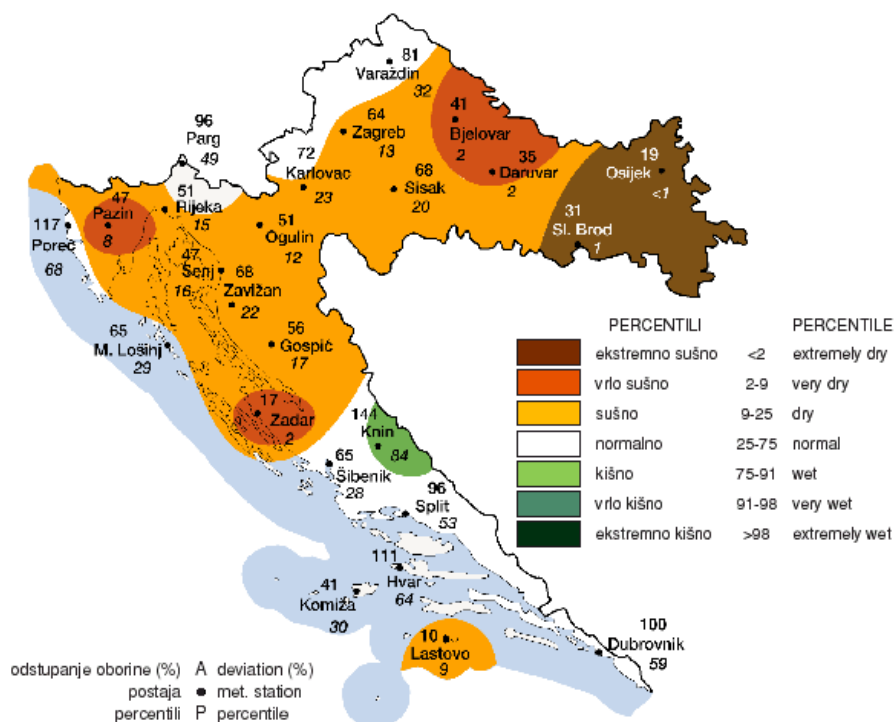 81
Varaždin
32
41
Bjelovar
2
64
Zagreb
13
96
Parg
49
72
Karlovac
23
68
Sisak
20
35
Daruvar
2
19
Osijek
<1
31
Sl. Brod
1
47
Pazin
8
51
Rijeka
15
117
Poreč
68
51
Ogulin
12
47
Senj
16
68
Zavižan
22
65
M. Lošinj
29
56
Gospić
17
17
Zadar
2
144
Knin
84
65
Šibenik
28
96
Split
53
111
Hvar
64
41
Komiža
30
10
Lastovo
9
100
Dubrovnik
59
PERCENTILI PERCENTILE
ekstremno sušno <2 extremely dry
vrlo sušno 2-9 very dry
sušno 9-25 dry
normalno 25-75 normal
kišno 75-91 wet
vrlo kišno 91-98 very wet
ekstremno kišno >98 extremely wet
odstupanje oborine (%) A deviation (%)
postaja ● met. station
percentili P percentile